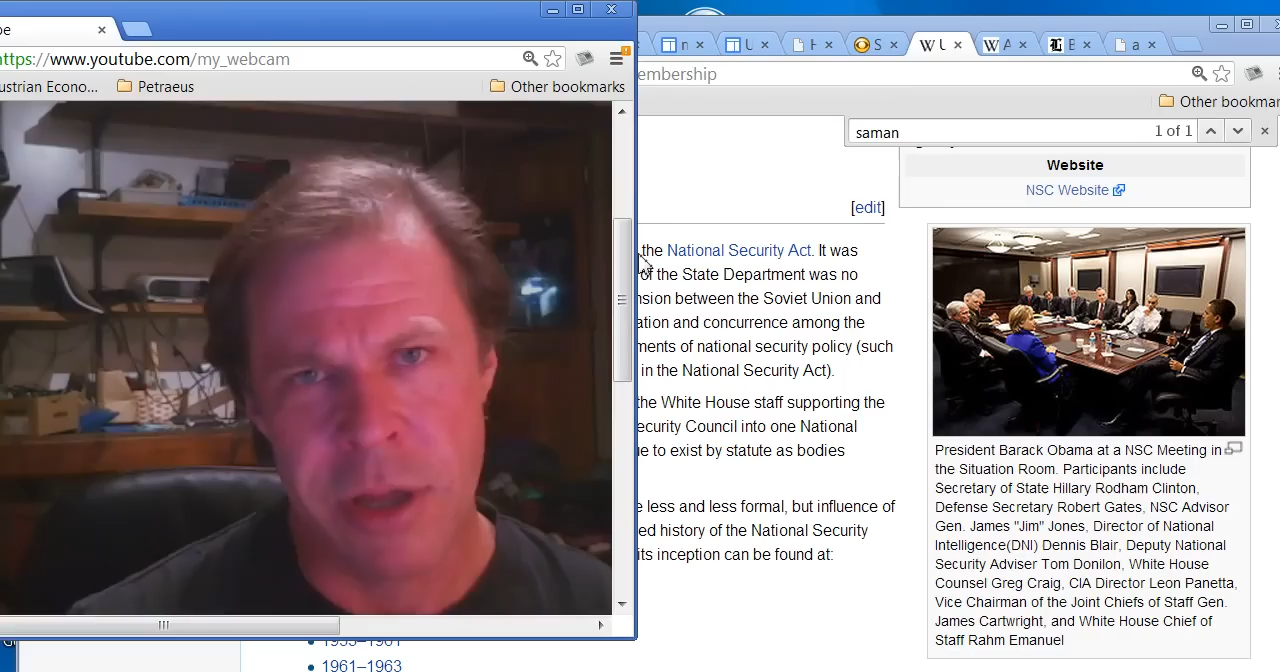 be
https://www.youtube.com/my_webcam
Austrian Econo...
Petraeus
Other bookmarks
n
U
H
S
W U
W A
L E
a
embership
Other bookmar
saman
1 of 1
Website
NSC Website
[edit]
the National Security Act. It was
of the State Department was no
nsion between the Soviet Union and
ation and concurrence among the
ments of national security policy (such
in the National Security Act).
the White House staff supporting the
ecurity Council into one National
ue to exist by statute as bodies
e less and less formal, but influence of
ed history of the National Security
its inception can be found at:
1953–1961
1961–1963
President Barack Obama at a NSC Meeting in
the Situation Room. Participants include
Secretary of State Hillary Rodham Clinton,
Defense Secretary Robert Gates, NSC Advisor
Gen. James "Jim" Jones, Director of National
Intelligence(DNI) Dennis Blair, Deputy National
Security Adviser Tom Donilon, White House
Counsel Greg Craig, CIA Director Leon Panetta,
Vice Chairman of the Joint Chiefs of Staff Gen.
James Cartwright, and White House Chief of
Staff Rahm Emanuel